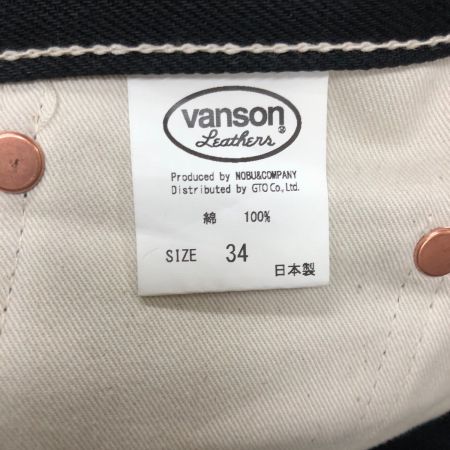 vanson
Leathers®
Produced by NOBU&COMPANY
Distributed by GTO Co., Ltd.
綿 100%
SIZE 34
日本製